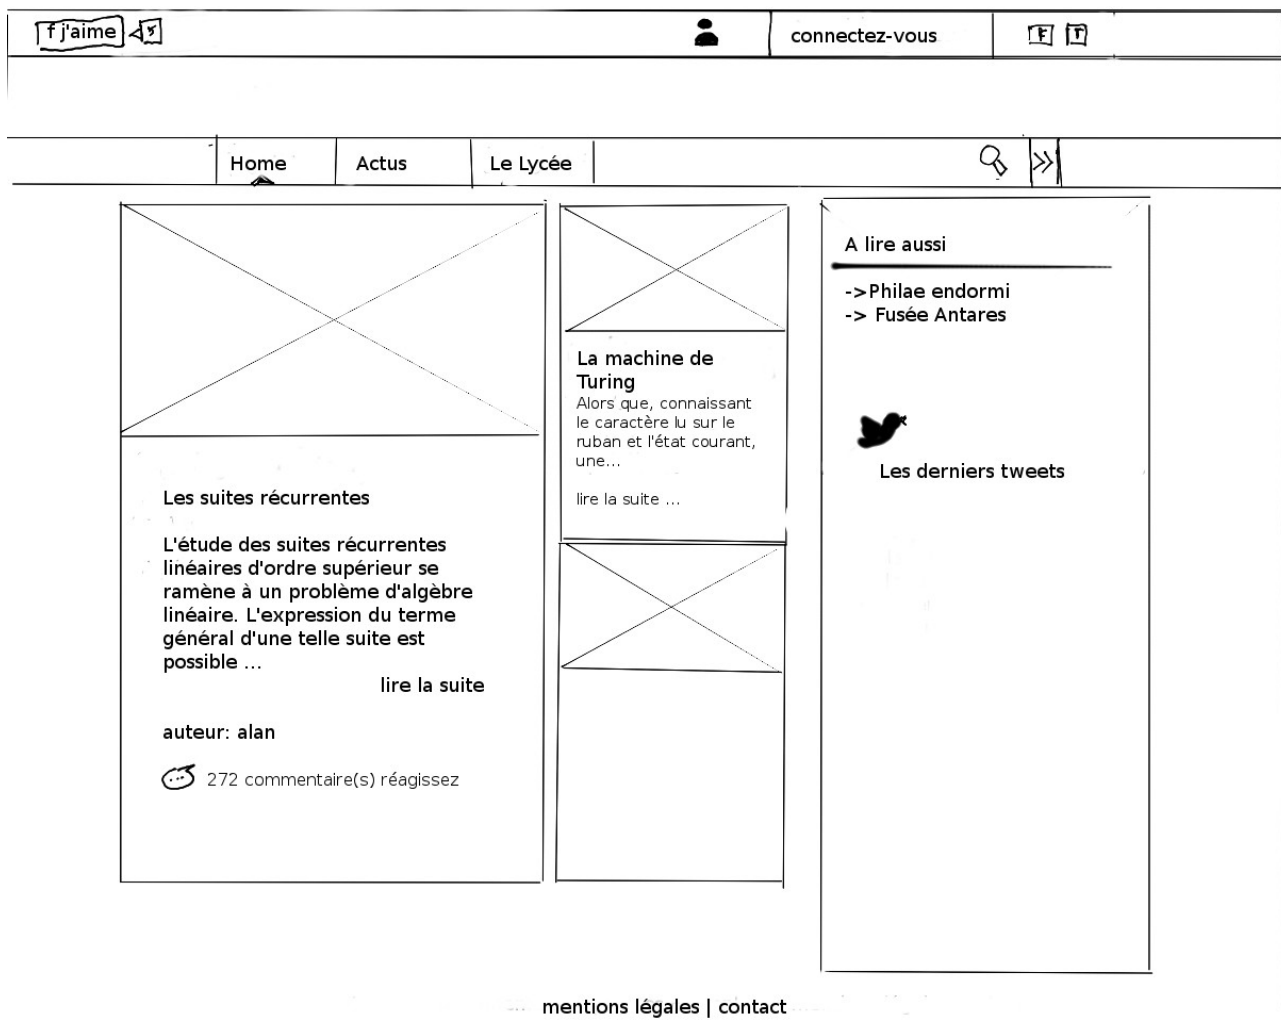 f j'aime 5
connectez-vous
F T
Home Actus Le Lycée
Les suites récurrentes
L'étude des suites récurrentes
linéaires d'ordre supérieur se
ramène à un problème d'algèbre
linéaire. L'expression du terme
général d'une telle suite est
possible ...
lire la suite
auteur: alan
272 commentaire(s) réagissez
La machine de
Turing
Alors que, connaissant
le caractère lu sur le
ruban et l'état courant,
une...
lire la suite ...
A lire aussi
->Philae endormi
-> Fusée Antares
Les derniers tweets
mentions légales | contact